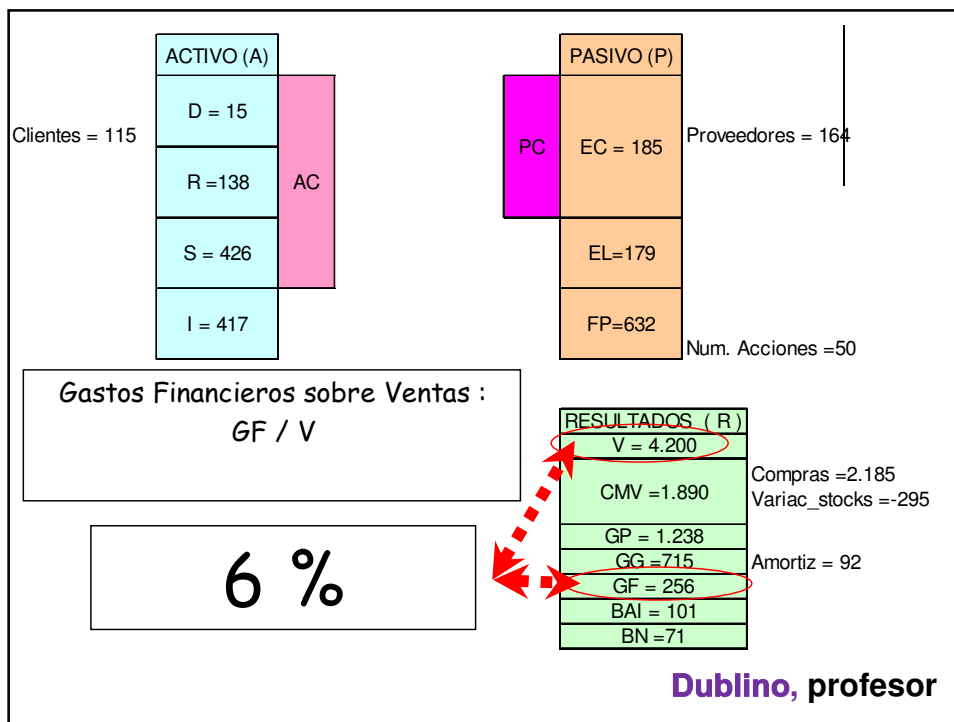 ACTIVO (A)
D = 15
Clientes = 115
R =138
AC
S = 426
I = 417
PASIVO (P)
PC
EC = 185
Proveedores = 164
EL=179
FP=632
Num. Acciones =50
Gastos Financieros sobre Ventas :
GF / V
6 %
RESULTADOS ( R )
V = 4.200
CMV =1.890
Compras =2.185
Variac_stocks =-295
GP = 1.238
GG =715
Amortiz = 92
GF = 256
BAI = 101
BN =71
Dublino, profesor